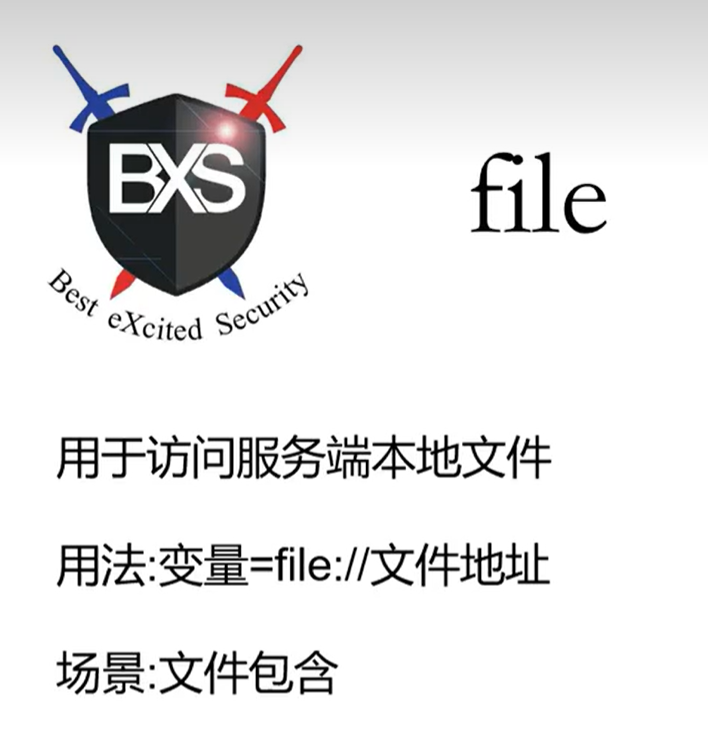 BXS
Best eXcited Security
file
用于访问服务端本地文件
用法:变量=file://文件地址
场景:文件包含